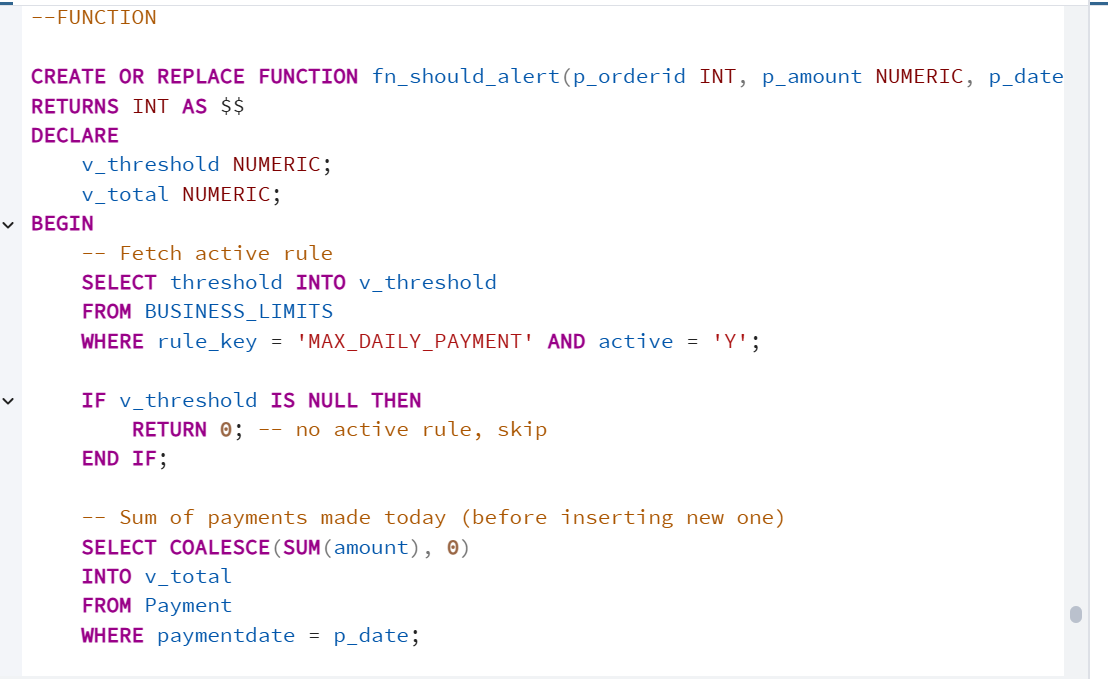 --FUNCTION
CREATE OR REPLACE FUNCTION fn_should_alert(p_orderid INT, p_amount NUMERIC, p_date
RETURNS INT AS $$
DECLARE
    v_threshold NUMERIC;
    v_total NUMERIC;
BEGIN
    -- Fetch active rule
    SELECT threshold INTO v_threshold
    FROM BUSINESS_LIMITS
    WHERE rule_key = 'MAX_DAILY_PAYMENT' AND active = 'Y';
    IF v_threshold IS NULL THEN
        RETURN 0; -- no active rule, skip
    END IF;
    -- Sum of payments made today (before inserting new one)
    SELECT COALESCE(SUM(amount), 0)
    INTO v_total
    FROM Payment
    WHERE paymentdate = p_date;